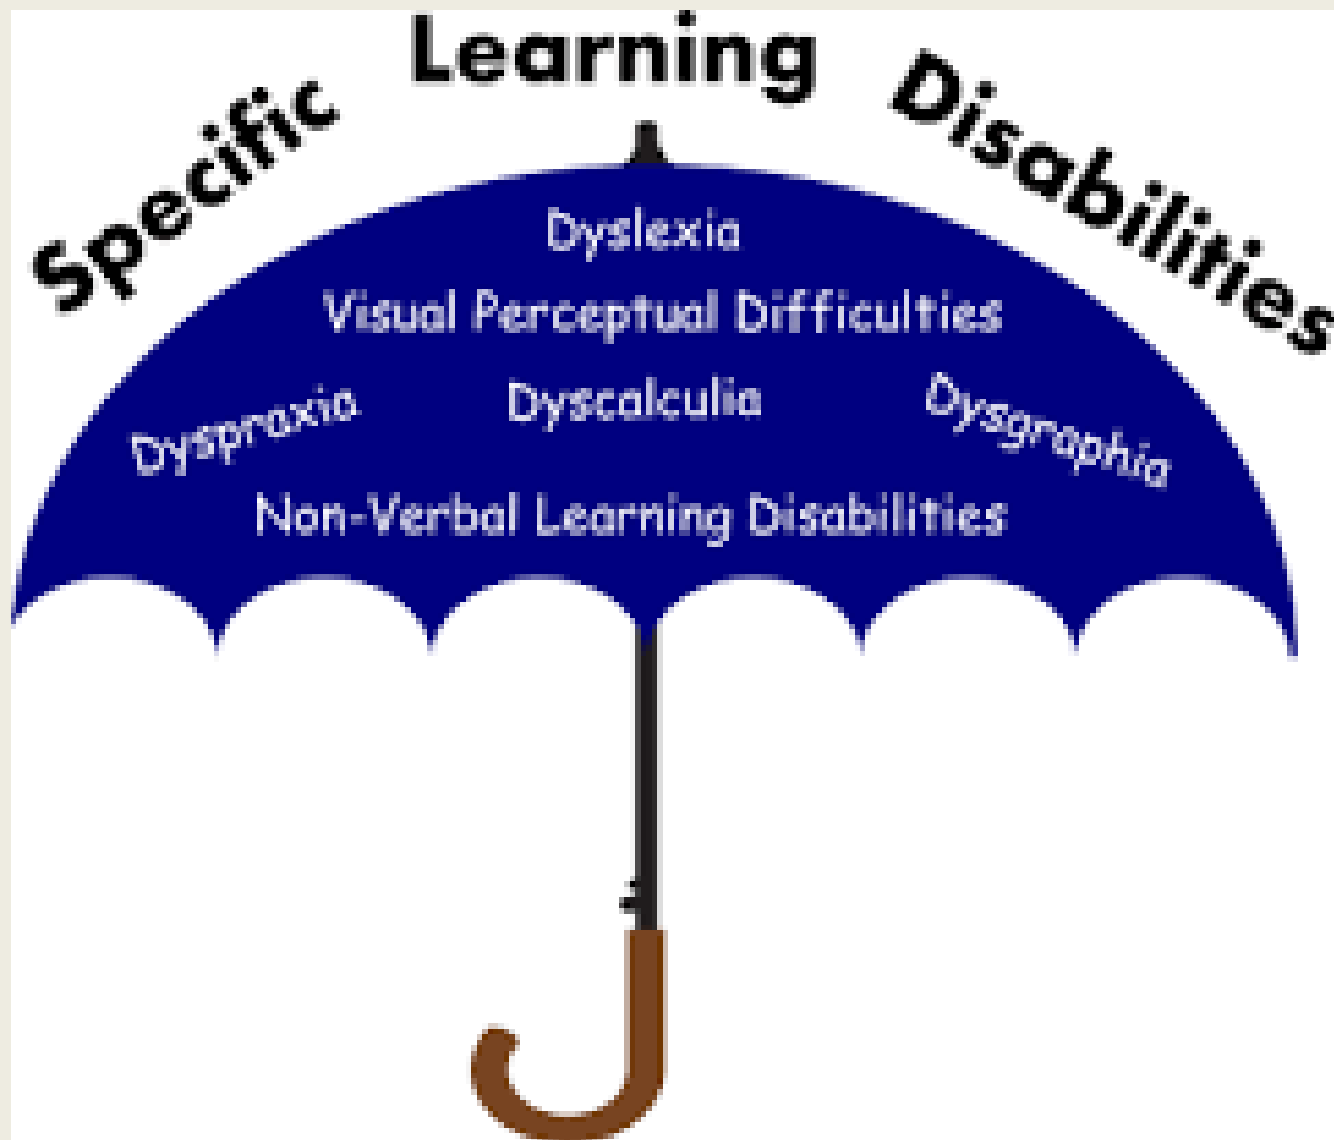 Specific Learning Disabilities
Dyslexia
Visual Perceptual Difficulties
Dyspraxia Dyscalculia Dysgraphia
Non-Verbal Learning Disabilities